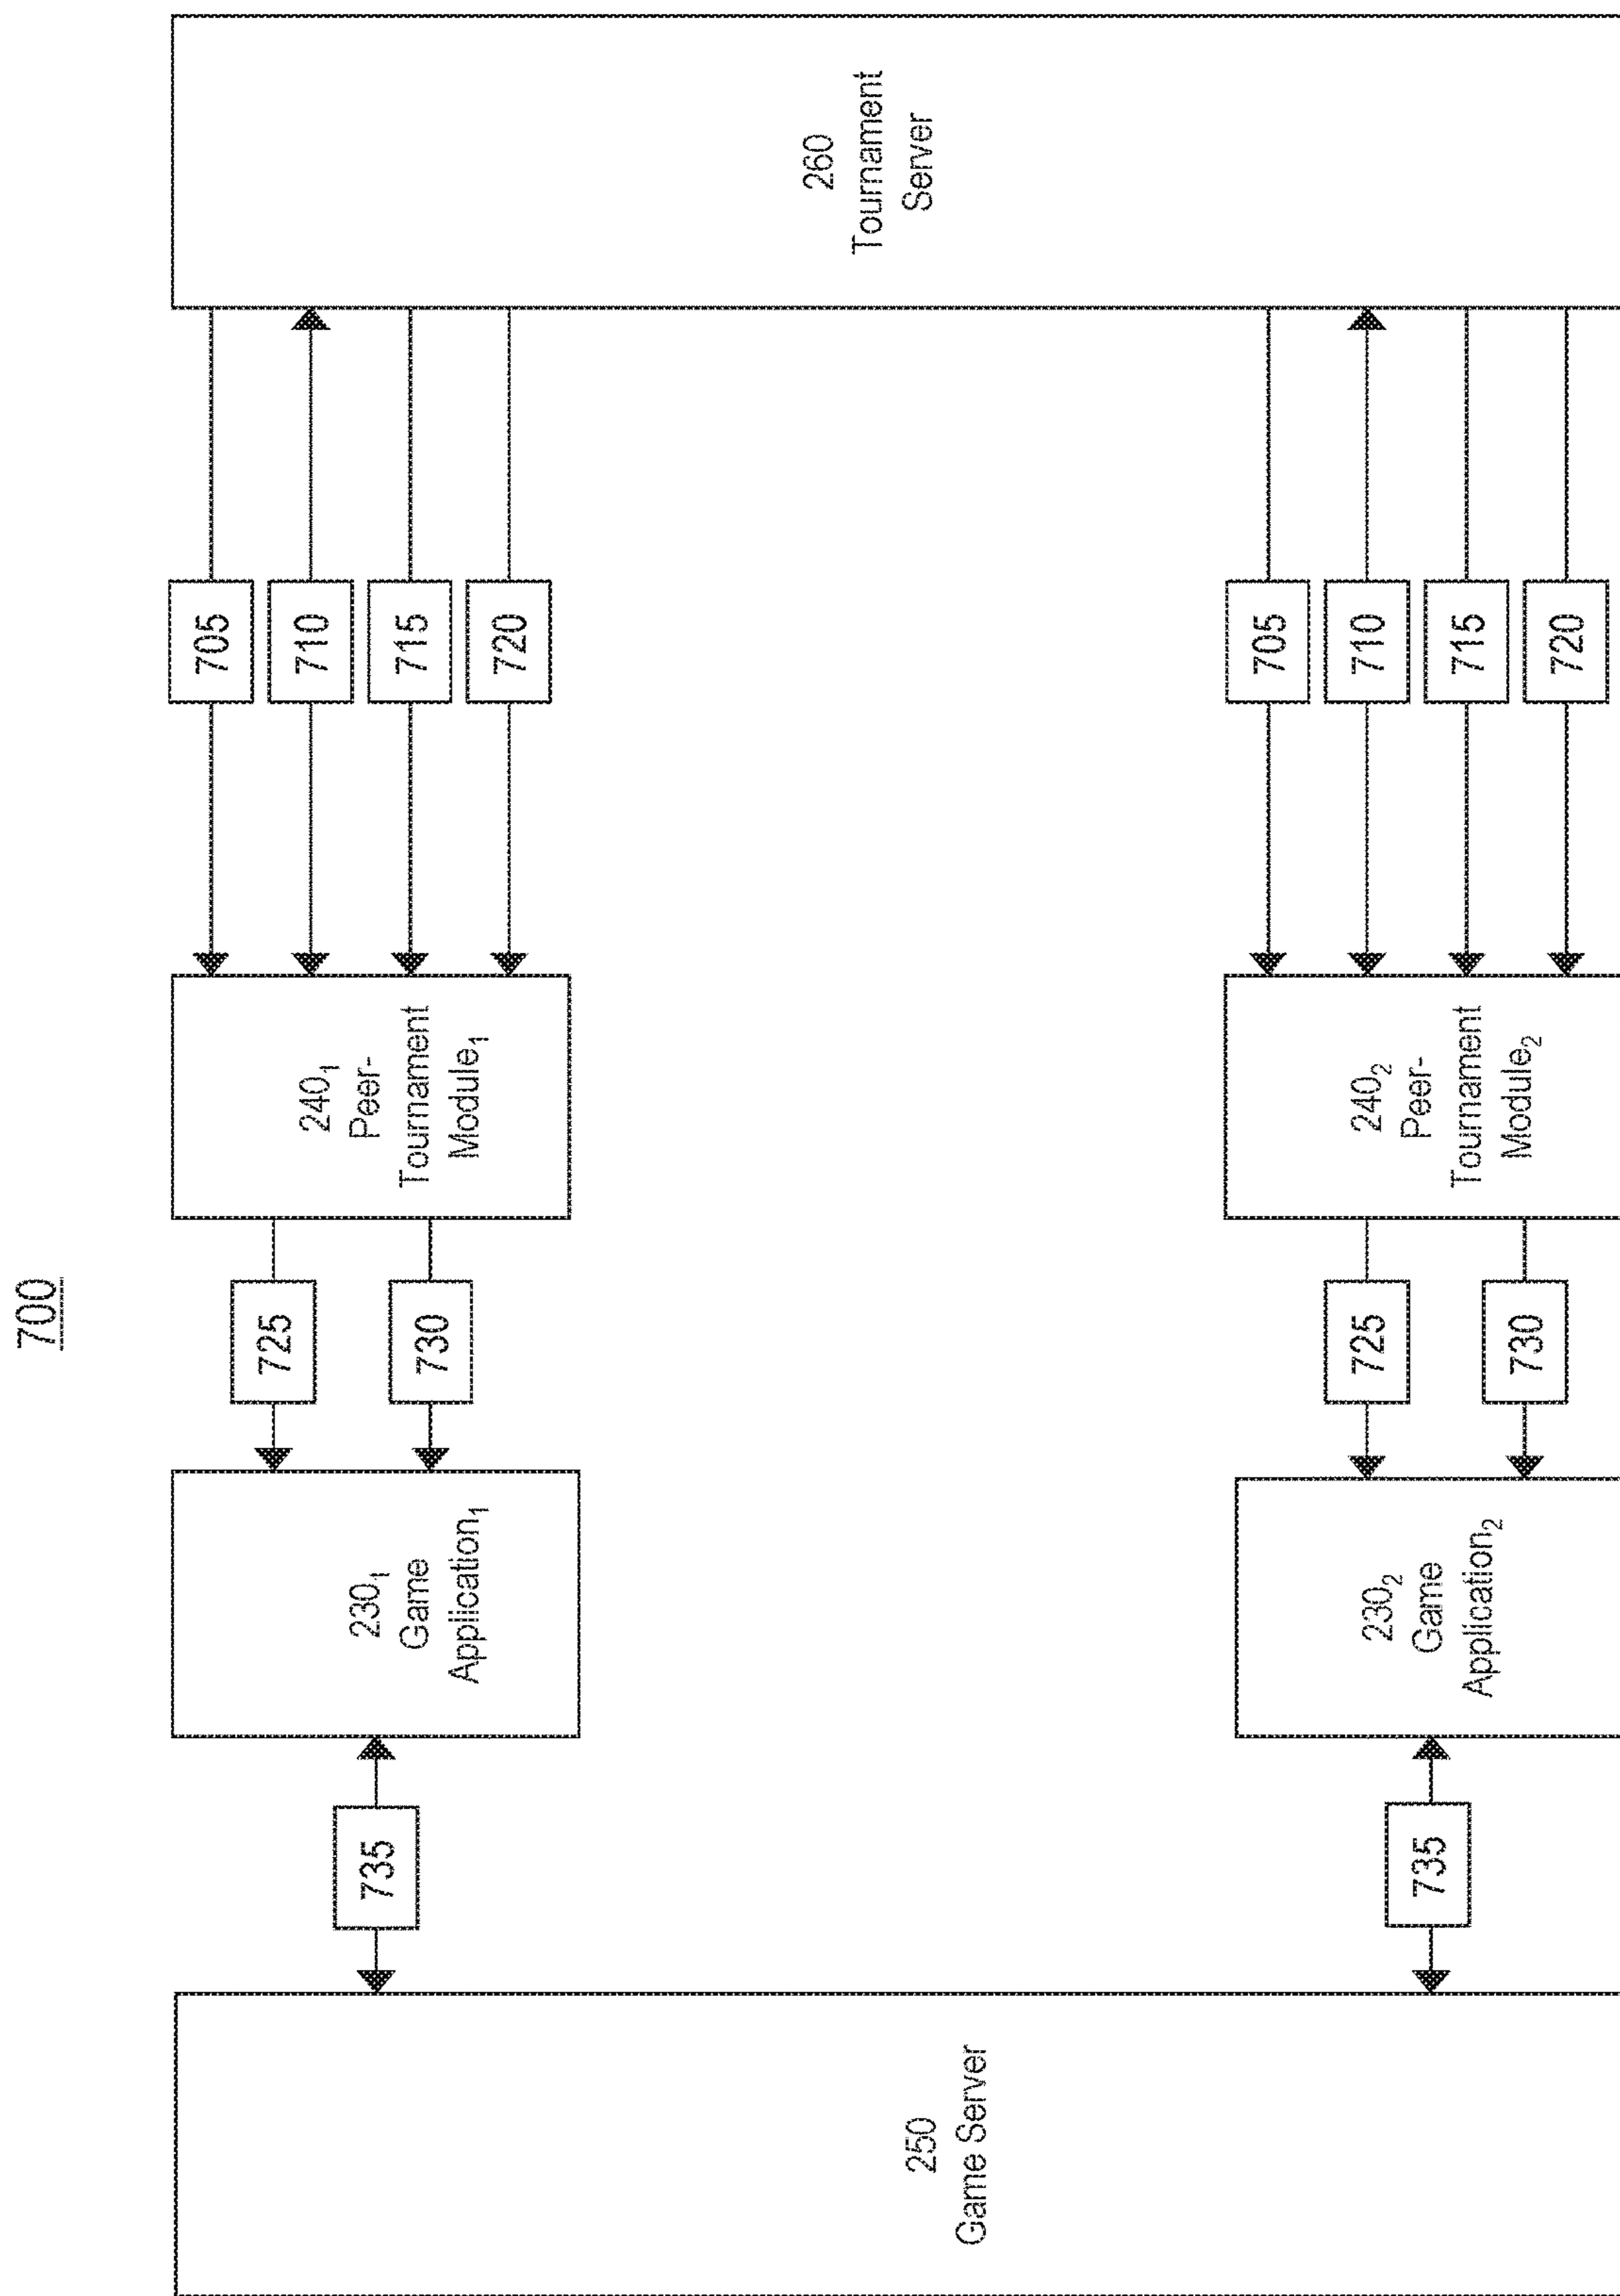 700
250
Game Server
735
735
230₁
Game
Application₁
230₂
Game
Application₂
725
730
725
730
240₁
Peer-
Tournament
Module₁
240₂
Peer-
Tournament
Module₂
705
710
715
720
705
710
715
720
260
Tournament
Server